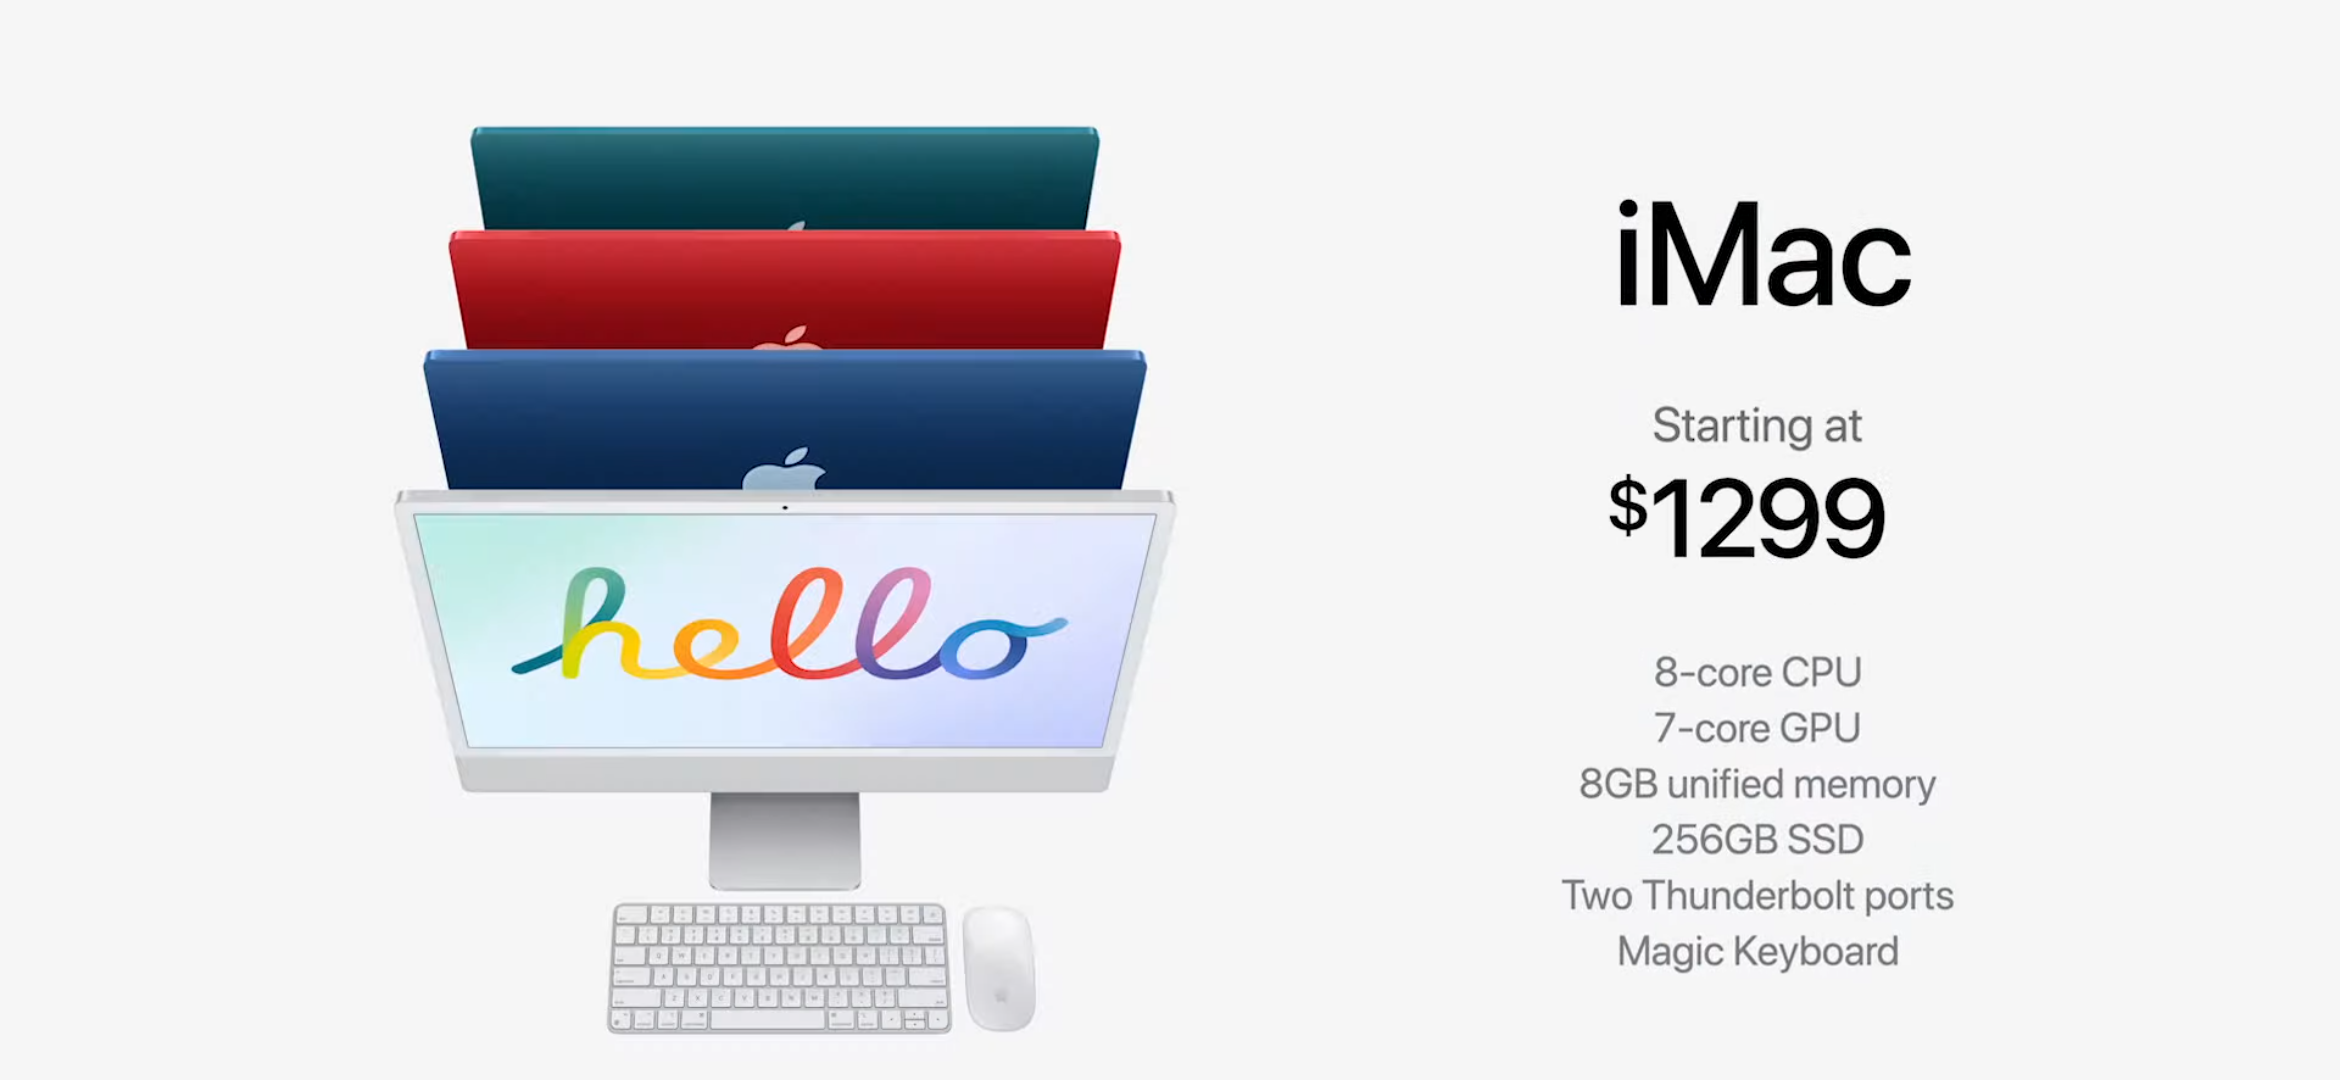 hello
iMac
Starting at
$1299
8-core CPU
7-core GPU
8GB unified memory
256GB SSD
Two Thunderbolt ports
Magic Keyboard